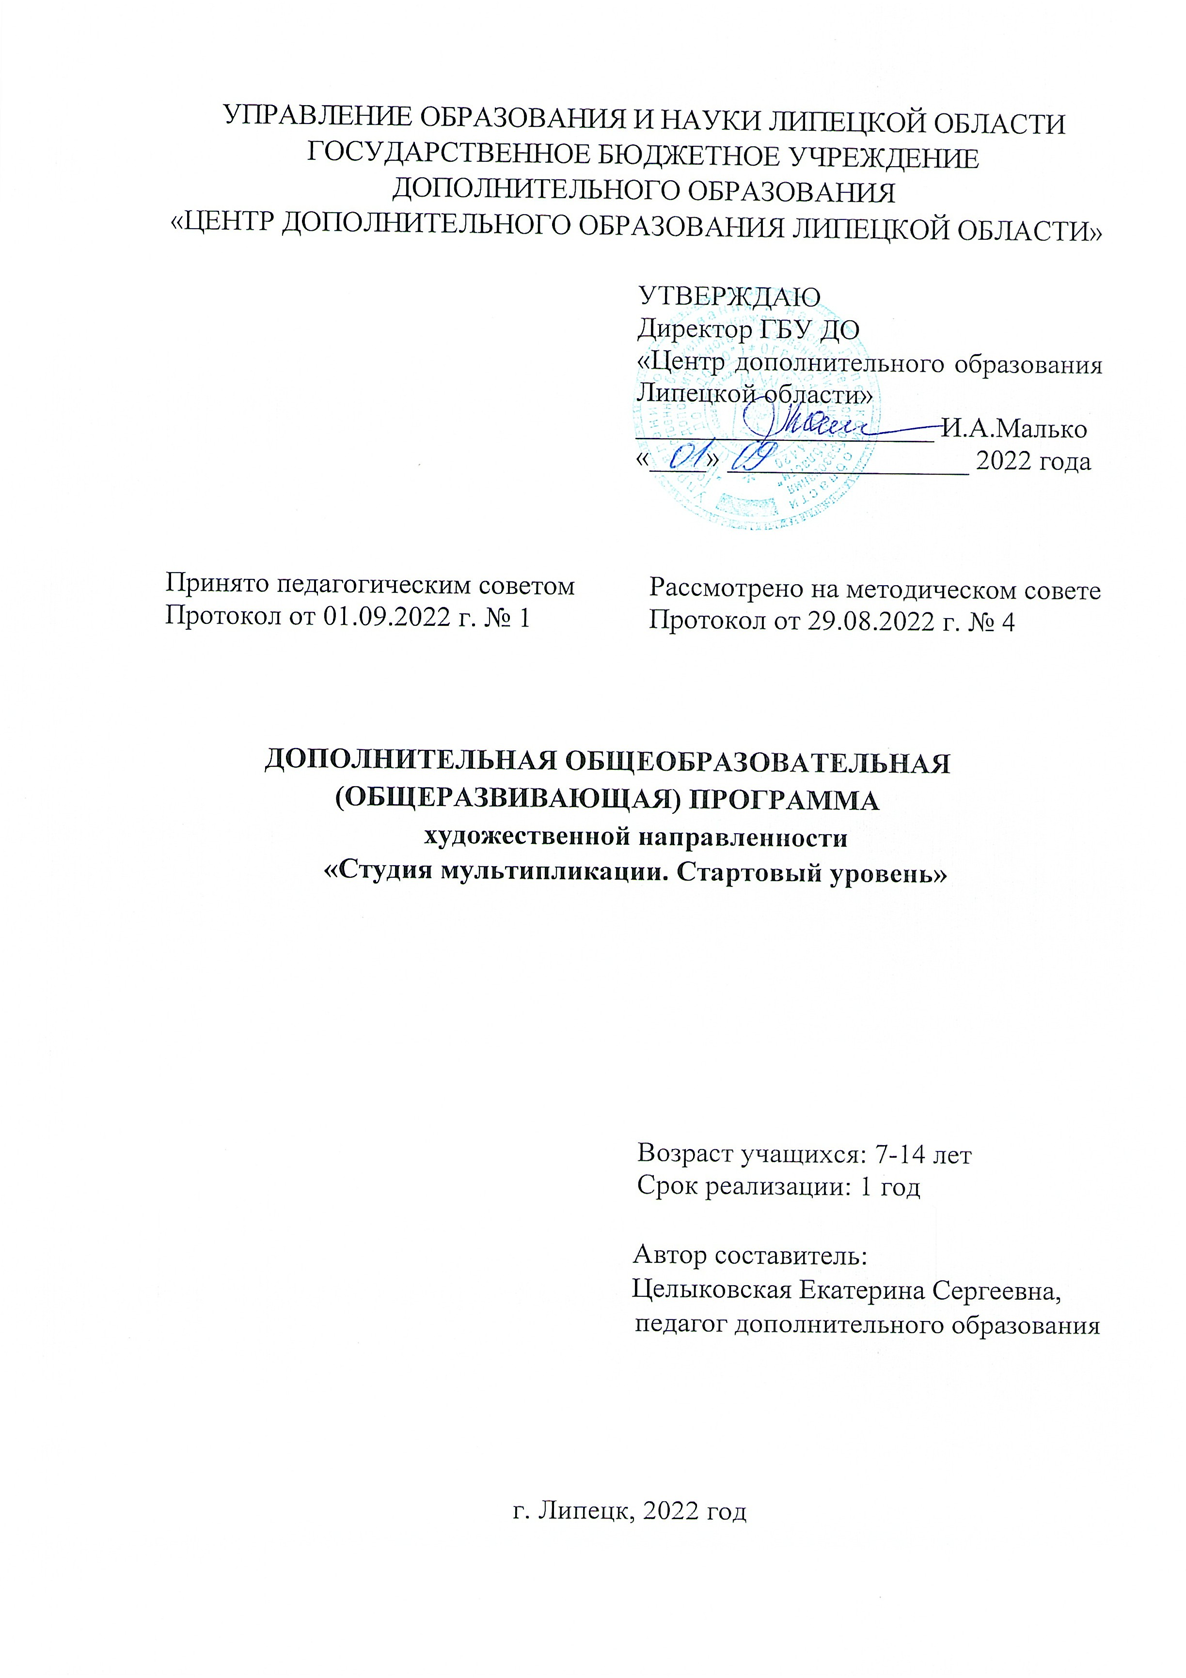 УПРАВЛЕНИЕ ОБРАЗОВАНИЯ И НАУКИ ЛИПЕЦКОЙ ОБЛАСТИ
ГОСУДАРСТВЕННОЕ БЮДЖЕТНОЕ УЧРЕЖДЕНИЕ
ДОПОЛНИТЕЛЬНОГО ОБРАЗОВАНИЯ
«ЦЕНТР ДОПОЛНИТЕЛЬНОГО ОБРАЗОВАНИЯ ЛИПЕЦКОЙ ОБЛАСТИ»
УТВЕРЖДАЮ
Директор ГБУ ДО
«Центр дополнительного образования
Липецкой области»
И.А.Малько
«01» 09 2022 года
Принято педагогическим советом
Протокол от 01.09.2022 г. № 1
Рассмотрено на методическом совете
Протокол от 29.08.2022 г. № 4
ДОПОЛНИТЕЛЬНАЯ ОБЩЕОБРАЗОВАТЕЛЬНАЯ
(ОБЩЕРАЗВИВАЮЩАЯ) ПРОГРАММА
художественной направленности
«Студия мультипликации. Стартовый уровень»
Возраст учащихся: 7-14 лет
Срок реализации: 1 год
Автор составитель:
Целыковская Екатерина Сергеевна,
педагог дополнительного образования
г. Липецк, 2022 год